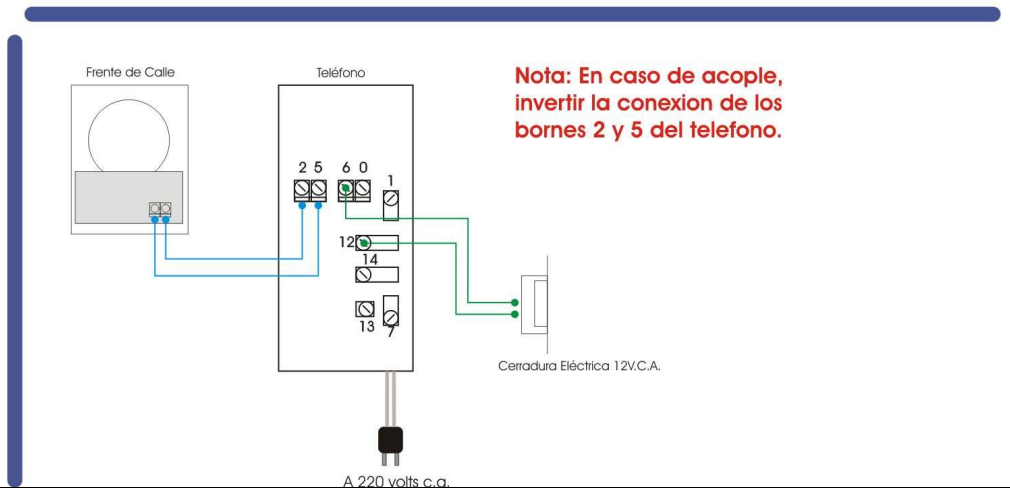 Frente de Calle
Teléfono
Nota: En caso de acople,
invertir la conexion de los
bornes 2 y 5 del telefono.
2 5 6 0
1
12
14
13
7
Cerradura Eléctrica 12V.C.A.
A 220 volts c.a.